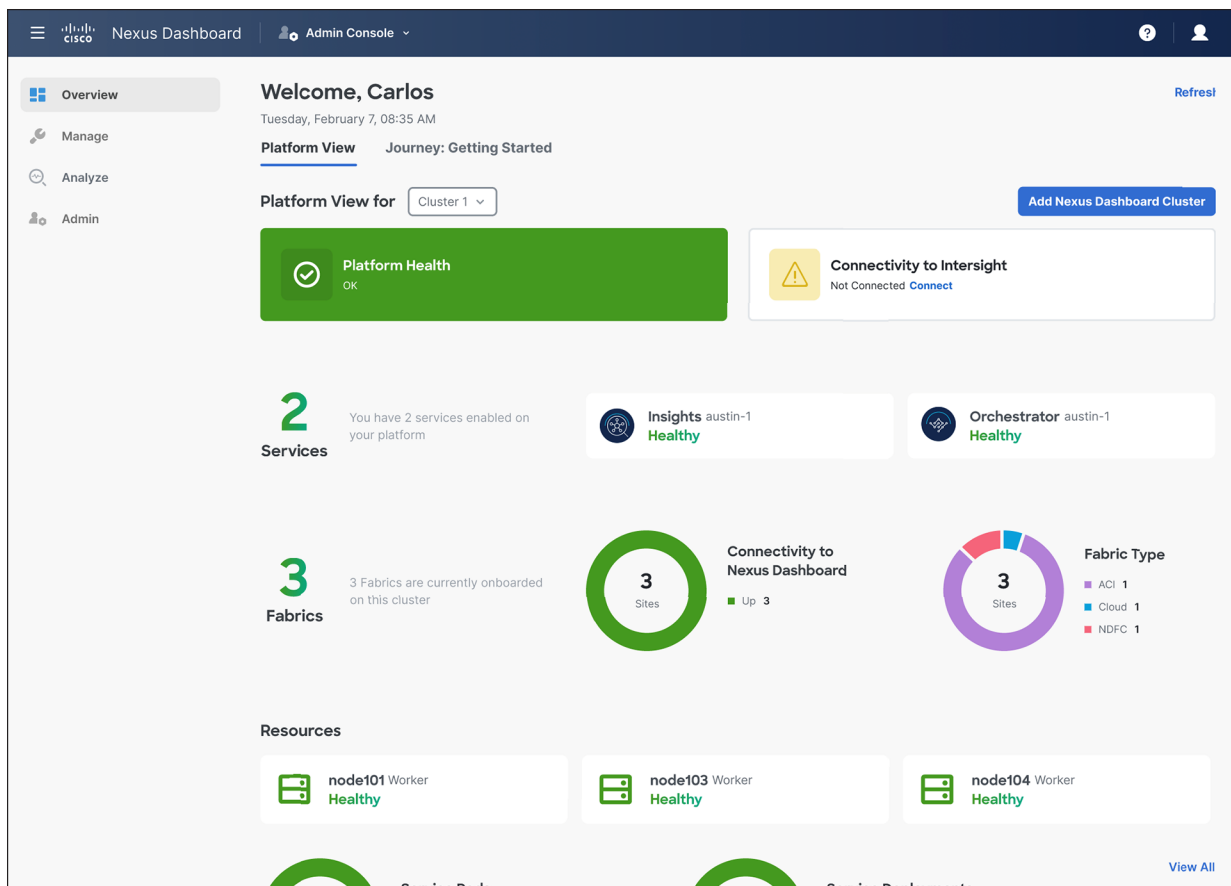 CISCO Nexus Dashboard Admin Console
Overview
Manage
Analyze
Admin
Welcome, Carlos
Refresh
Tuesday, February 7, 08:35 AM
Platform View Journey: Getting Started
Platform View for Cluster 1
Add Nexus Dashboard Cluster
Platform Health
OK
Connectivity to Intersight
Not Connected Connect
2
Services
You have 2 services enabled on
your platform
Insights austin-1
Healthy
Orchestrator austin-1
Healthy
3
Fabrics
3 Fabrics are currently onboarded
on this cluster
3
Sites
Connectivity to
Nexus Dashboard
Up 3
3
Sites
Fabric Type
ACI 1
Cloud 1
NDFC 1
Resources
node101 Worker
Healthy
node103 Worker
Healthy
node104 Worker
Healthy
View All